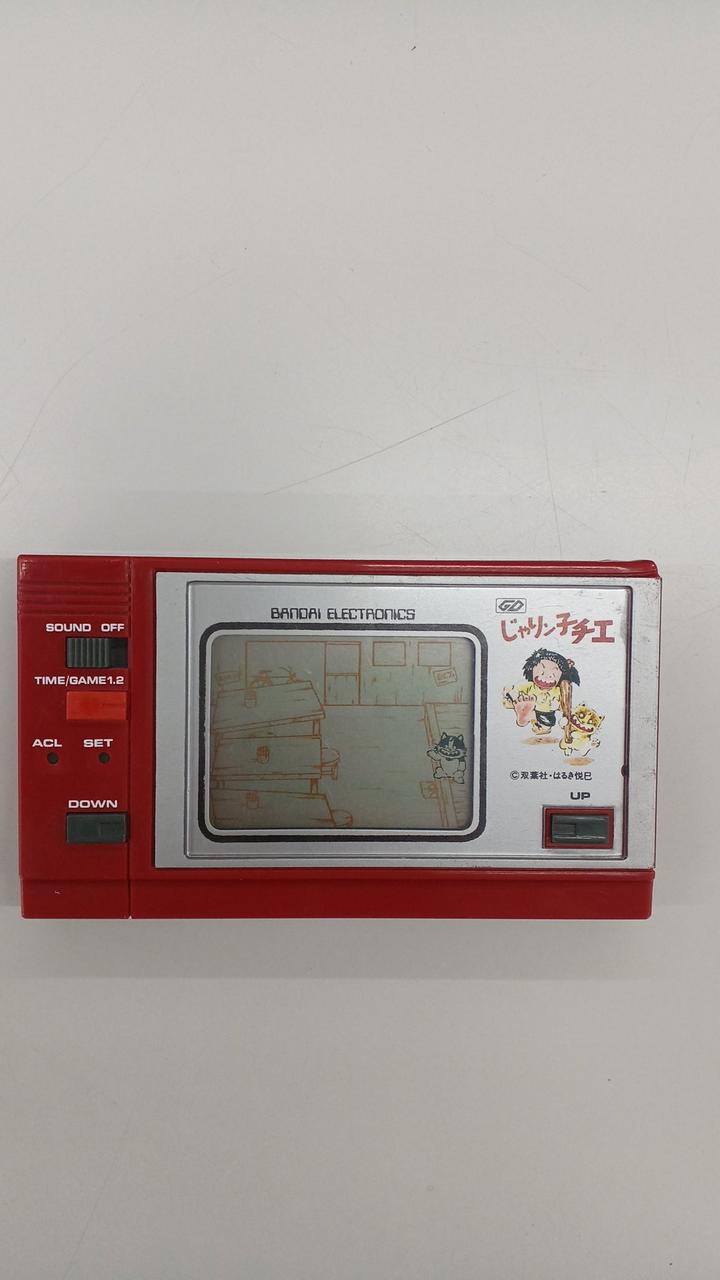 SOUND OFF
TIME/GAME1.2
ACL SET
DOWN
BANDAI ELECTRONICS
GD
じゃリン子チエ
©双葉社・はるき悦巳
UP